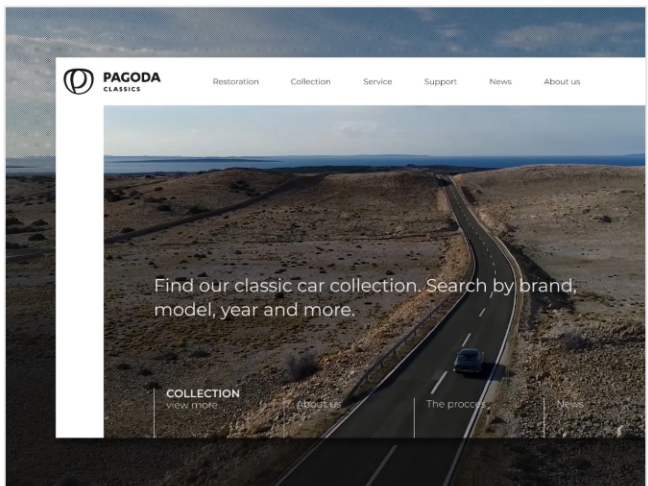 PAGODA
CLASSICS
Restoration
Collection
Service
Support
News
About us
Find our classic car collection. Search by brand,
model, year and more.
COLLECTION
view more
About us
The procces
News